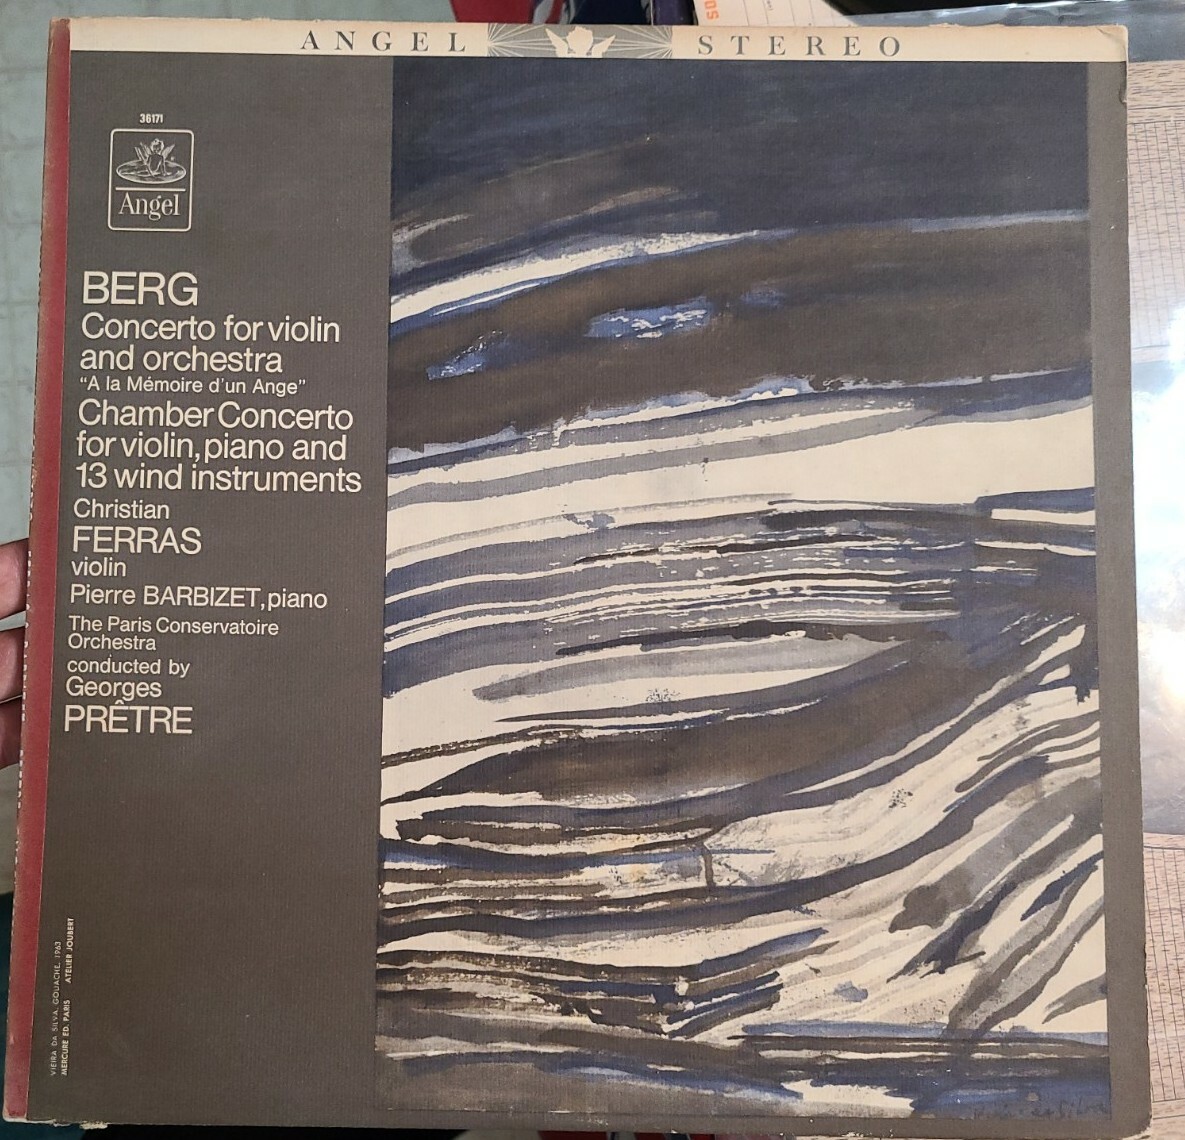 ANGEL STEREO
36171
Angel
BERG
Concerto for violin
and orchestra
"A la Mémoire d'un Ange"
Chamber Concerto
for violin, piano and
13 wind instruments
Christian
FERRAS
violin
Pierre BARBIZET, piano
The Paris Conservatoire
Orchestra
conducted by
Georges
PRÊTRE
VIEIRA DA SILVA, GOUACHE, 1963
MERCURE ED. PARIS ATELIER JOUBERT